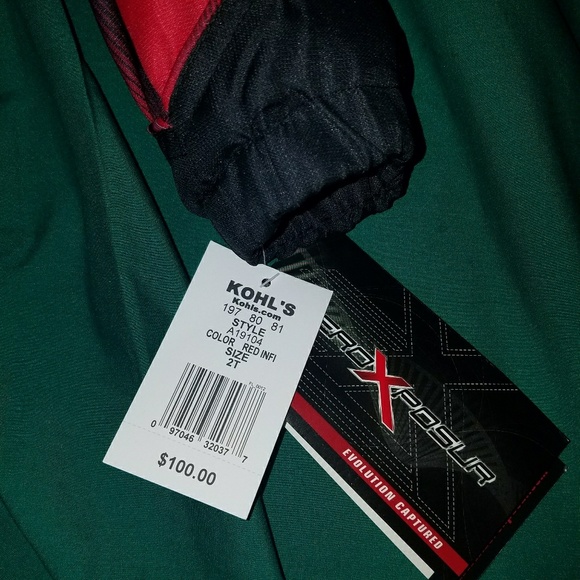 KOHL'S
Kohls.com
197 80 81
STYLE
A19104
COLOR RED INFI
SIZE
2T
0 97046 32037 7
$100.00
ZEROXPOSUR
EVOLUTION CAPTURED